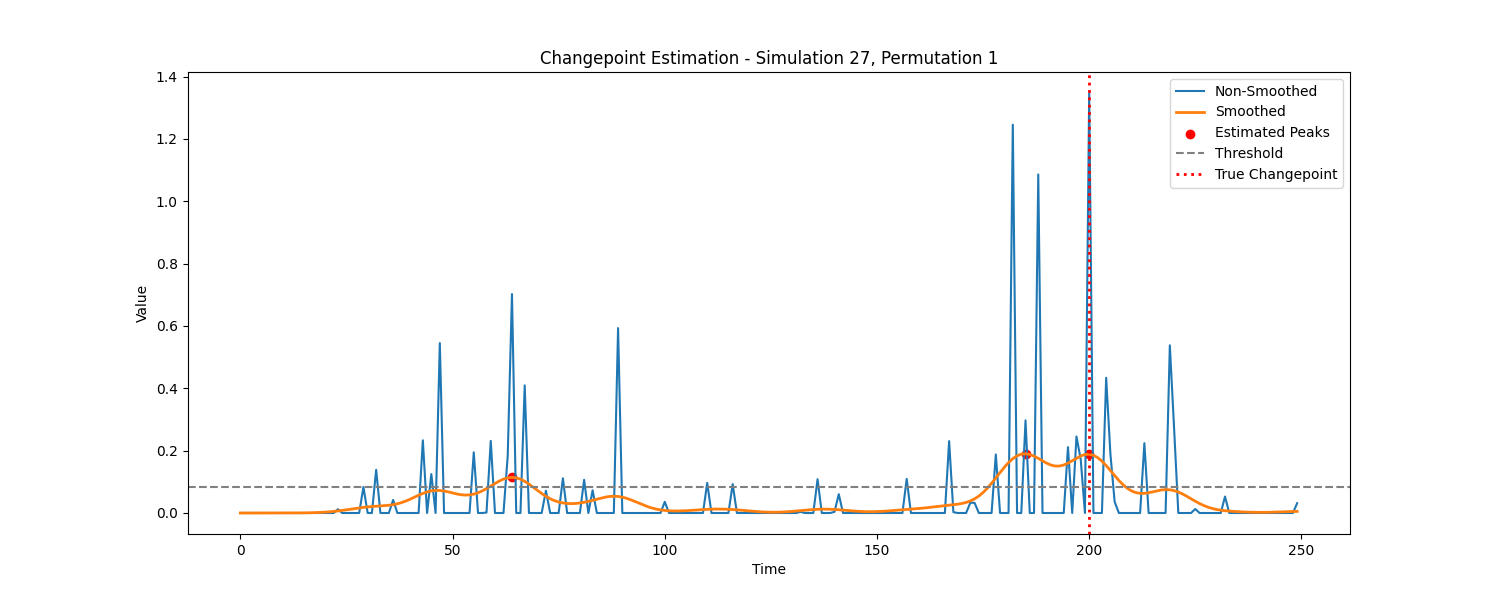 Changepoint Estimation - Simulation 27, Permutation 1
1.4
1.2
1.0
0.8
0.6
0.4
0.2
0.0
Value
0
50
100
150
200
250
Time
Non-Smoothed
Smoothed
Estimated Peaks
Threshold
True Changepoint